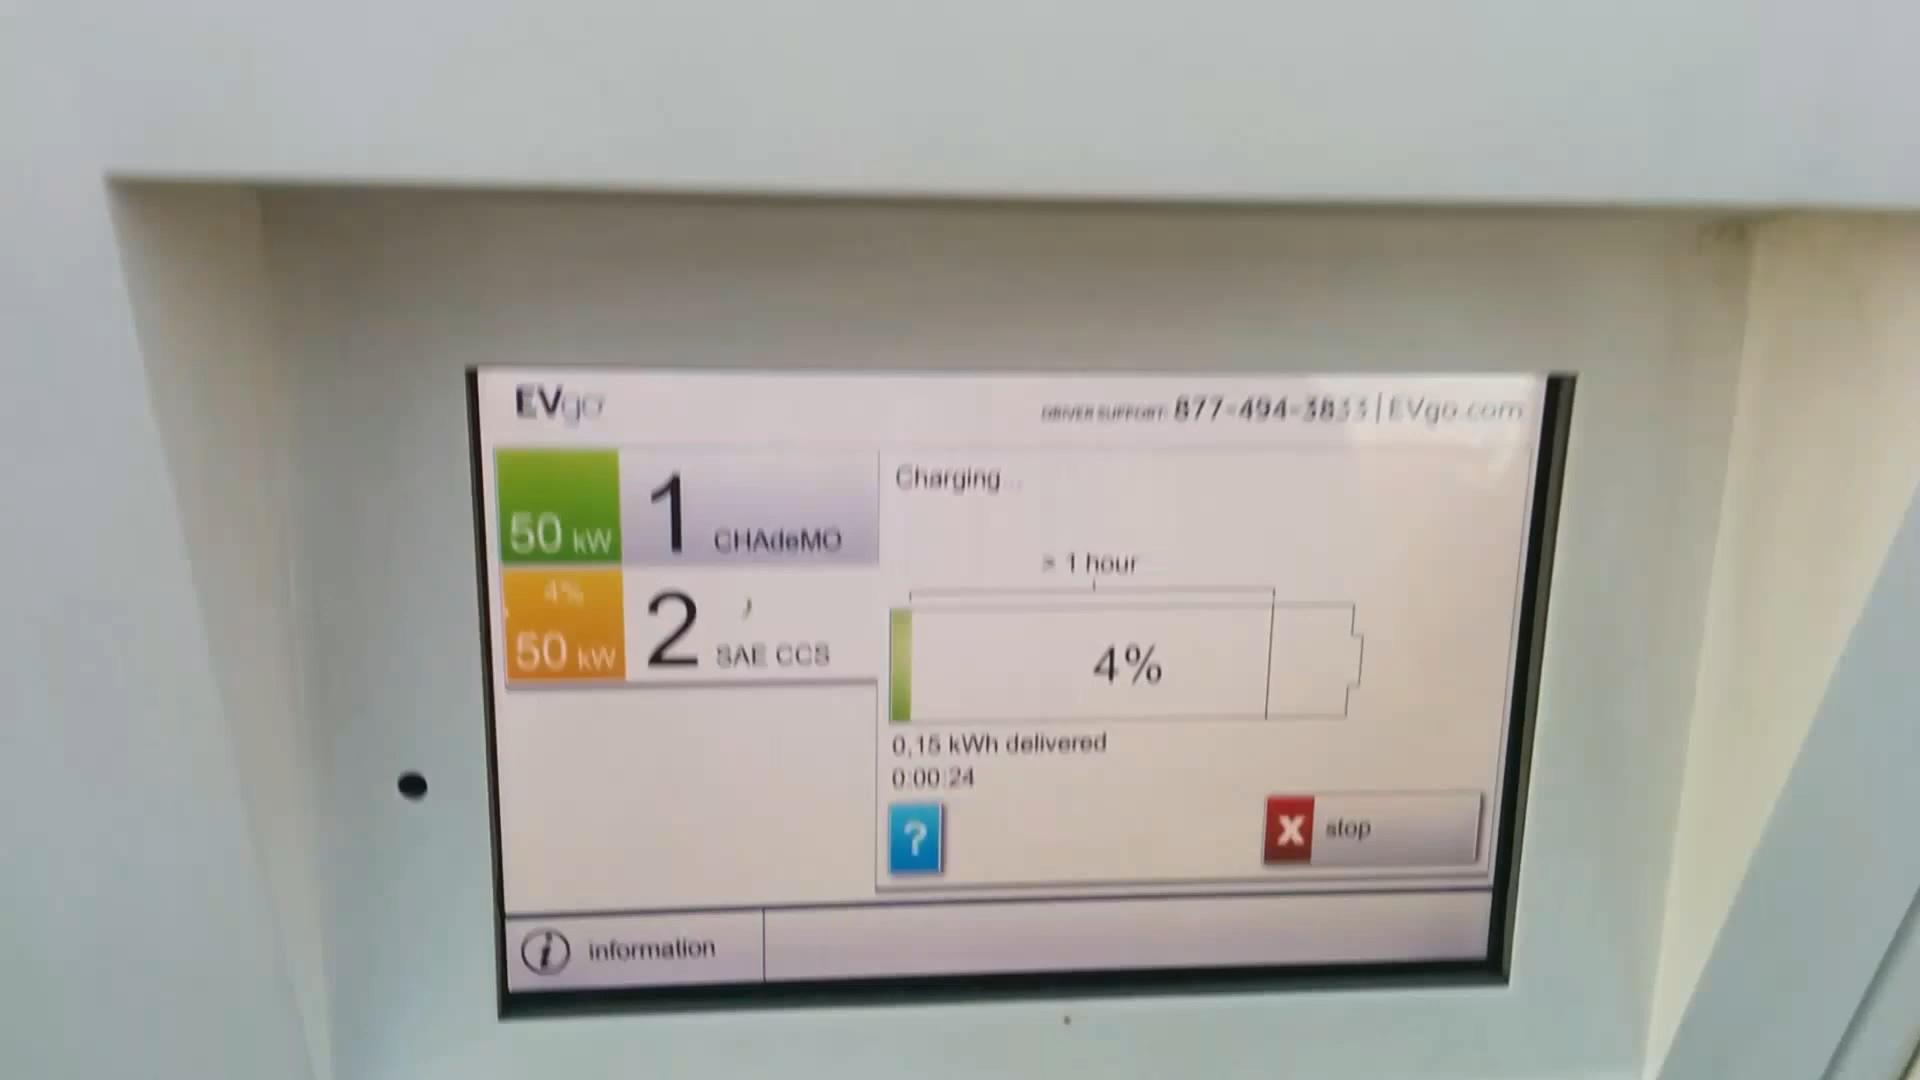 EVgo
DRIVER SUPPORT: 877-494-3833 | EVgo.com
50 kW 1 CHAdeMO
4%
50 kW 2 SAE CCS
Charging...
> 1 hour
4%
0,15 kWh delivered
0:00:24
?
X stop
i information